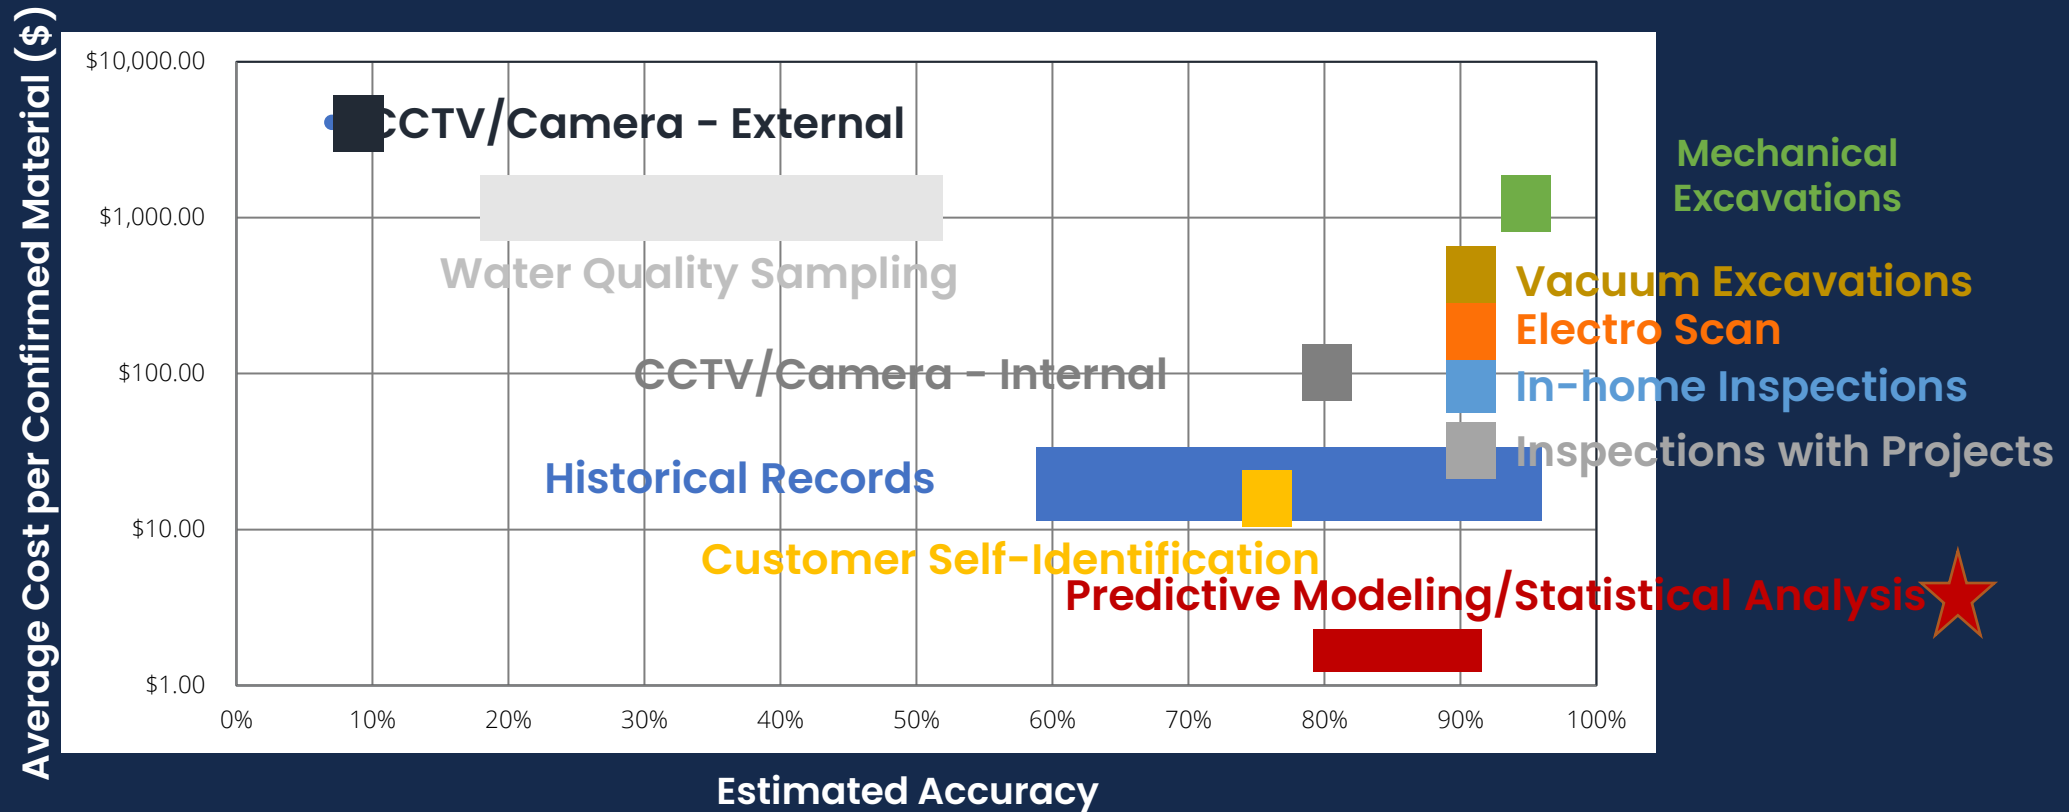 Average Cost per Confirmed Material ($)
$10,000.00
CCTV/Camera - External
Mechanical
Excavations
$1,000.00
Water Quality Sampling
Vacuum Excavations
Electro Scan
$100.00
CCTV/Camera - Internal
In-home Inspections
Inspections with Projects
Historical Records
$10.00
Customer Self-Identification
Predictive Modeling/Statistical Analysis
$1.00
0% 10% 20% 30% 40% 50% 60% 70% 80% 90% 100%
Estimated Accuracy